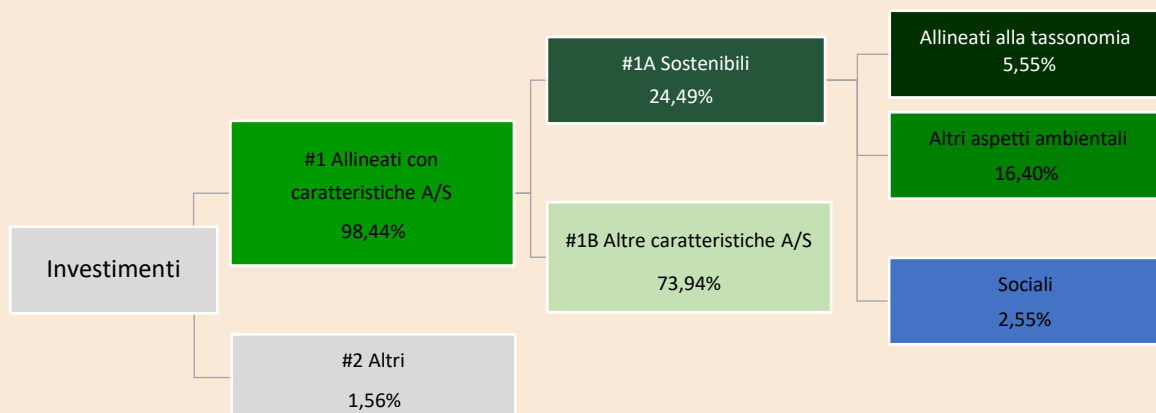 Investimenti
#1 Allineati con
caratteristiche A/S
98,44%
#2 Altri
1,56%
#1A Sostenibili
24,49%
#1B Altre caratteristiche A/S
73,94%
Allineati alla tassonomia
5,55%
Altri aspetti ambientali
16,40%
Sociali
2,55%